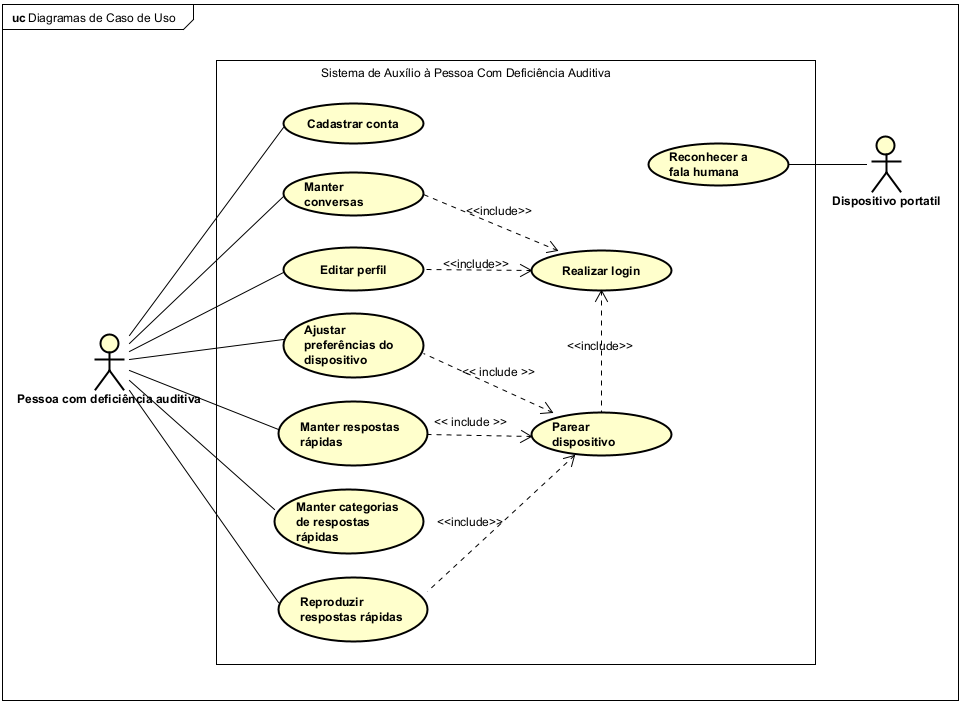 uc Diagramas de Caso de Uso
Sistema de Auxílio à Pessoa Com Deficiência Auditiva
Cadastrar conta
Reconhecer a
fala humana
Dispositivo portatil
Manter
conversas
<<include>>
Editar perfil
<<include>>
Realizar login
Ajustar
preferências do
dispositivo
<<include>>
<< include >>
Pessoa com deficiência auditiva
Manter respostas
rápidas
<< include >>
Parear
dispositivo
Manter categorias
de respostas
rápidas
<<include>>
Reproduzir
respostas rápidas